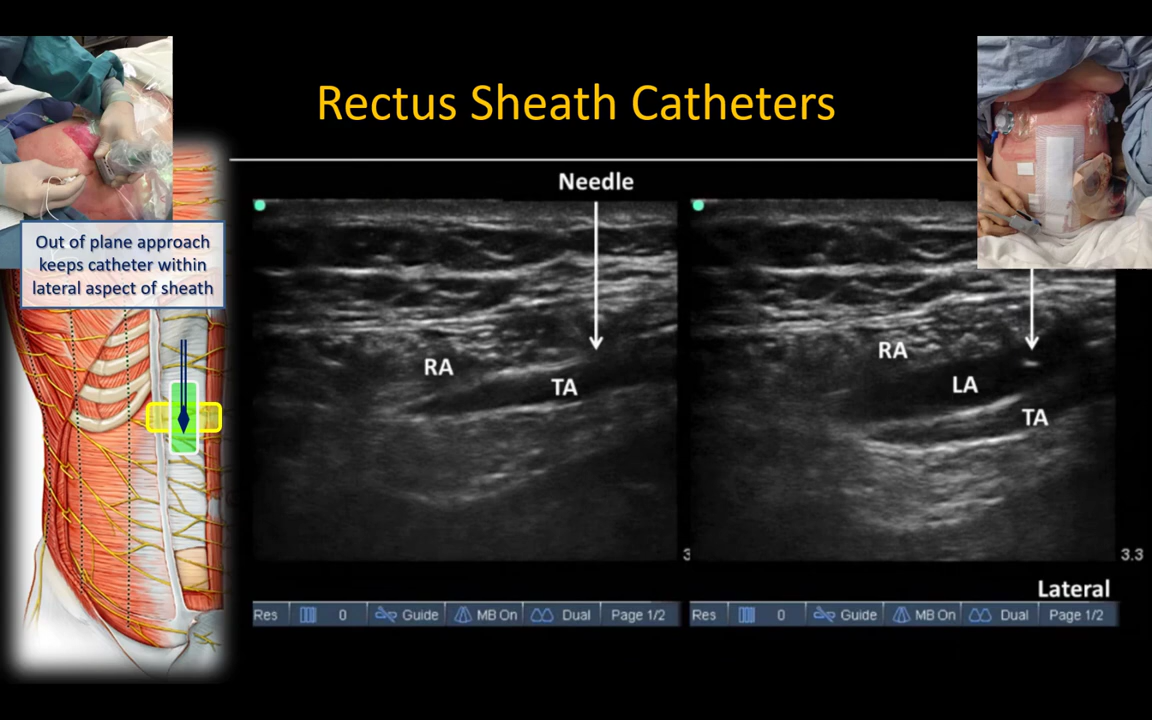 Rectus Sheath Catheters
Needle
Out of plane approach
keeps catheter within
lateral aspect of sheath
RA
TA
3
RA
LA
TA
3.3
Lateral
Res 0 Guide MB On Dual Page 1/2
Res 0 Guide MB On Dual Page 1/2